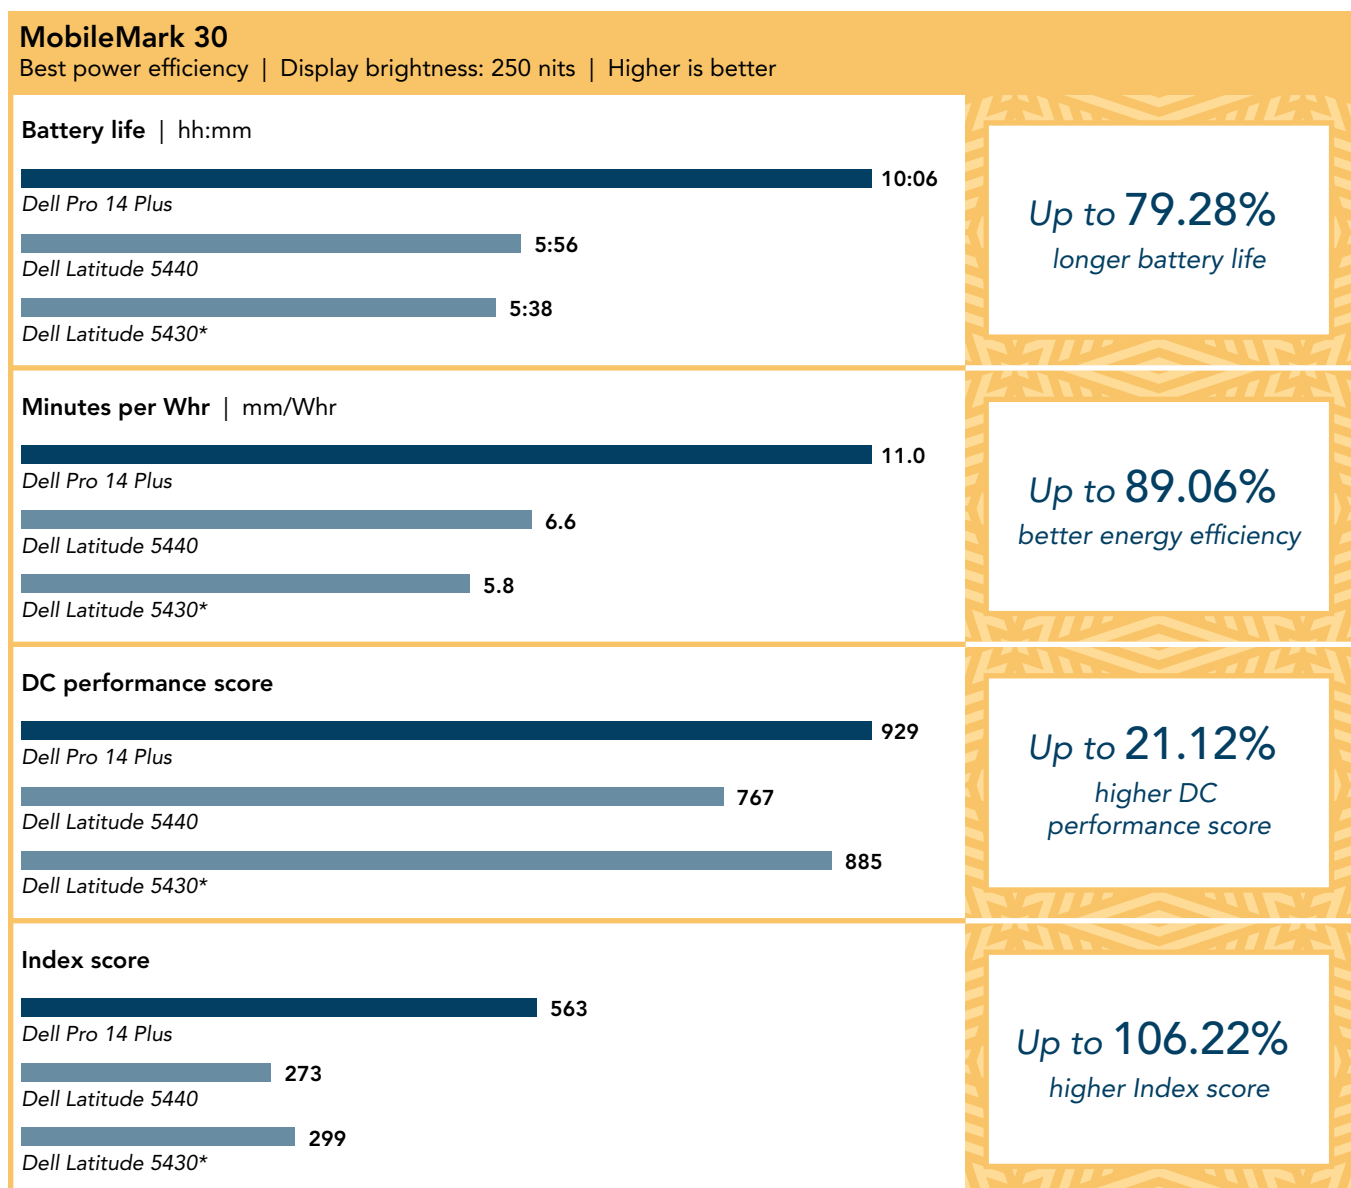 MobileMark 30
Best power efficiency | Display brightness: 250 nits | Higher is better
Battery life | hh:mm
10:06
Dell Pro 14 Plus
5:56
Dell Latitude 5440
5:38
Dell Latitude 5430*
Up to 79.28%
longer battery life
Minutes per Whr | mm/Whr
11.0
Dell Pro 14 Plus
6.6
Dell Latitude 5440
5.8
Dell Latitude 5430*
Up to 89.06%
better energy efficiency
DC performance score
929
Dell Pro 14 Plus
767
Dell Latitude 5440
885
Dell Latitude 5430*
Up to 21.12%
higher DC
performance score
Index score
563
Dell Pro 14 Plus
273
Dell Latitude 5440
299
Dell Latitude 5430*
Up to 106.22%
higher Index score